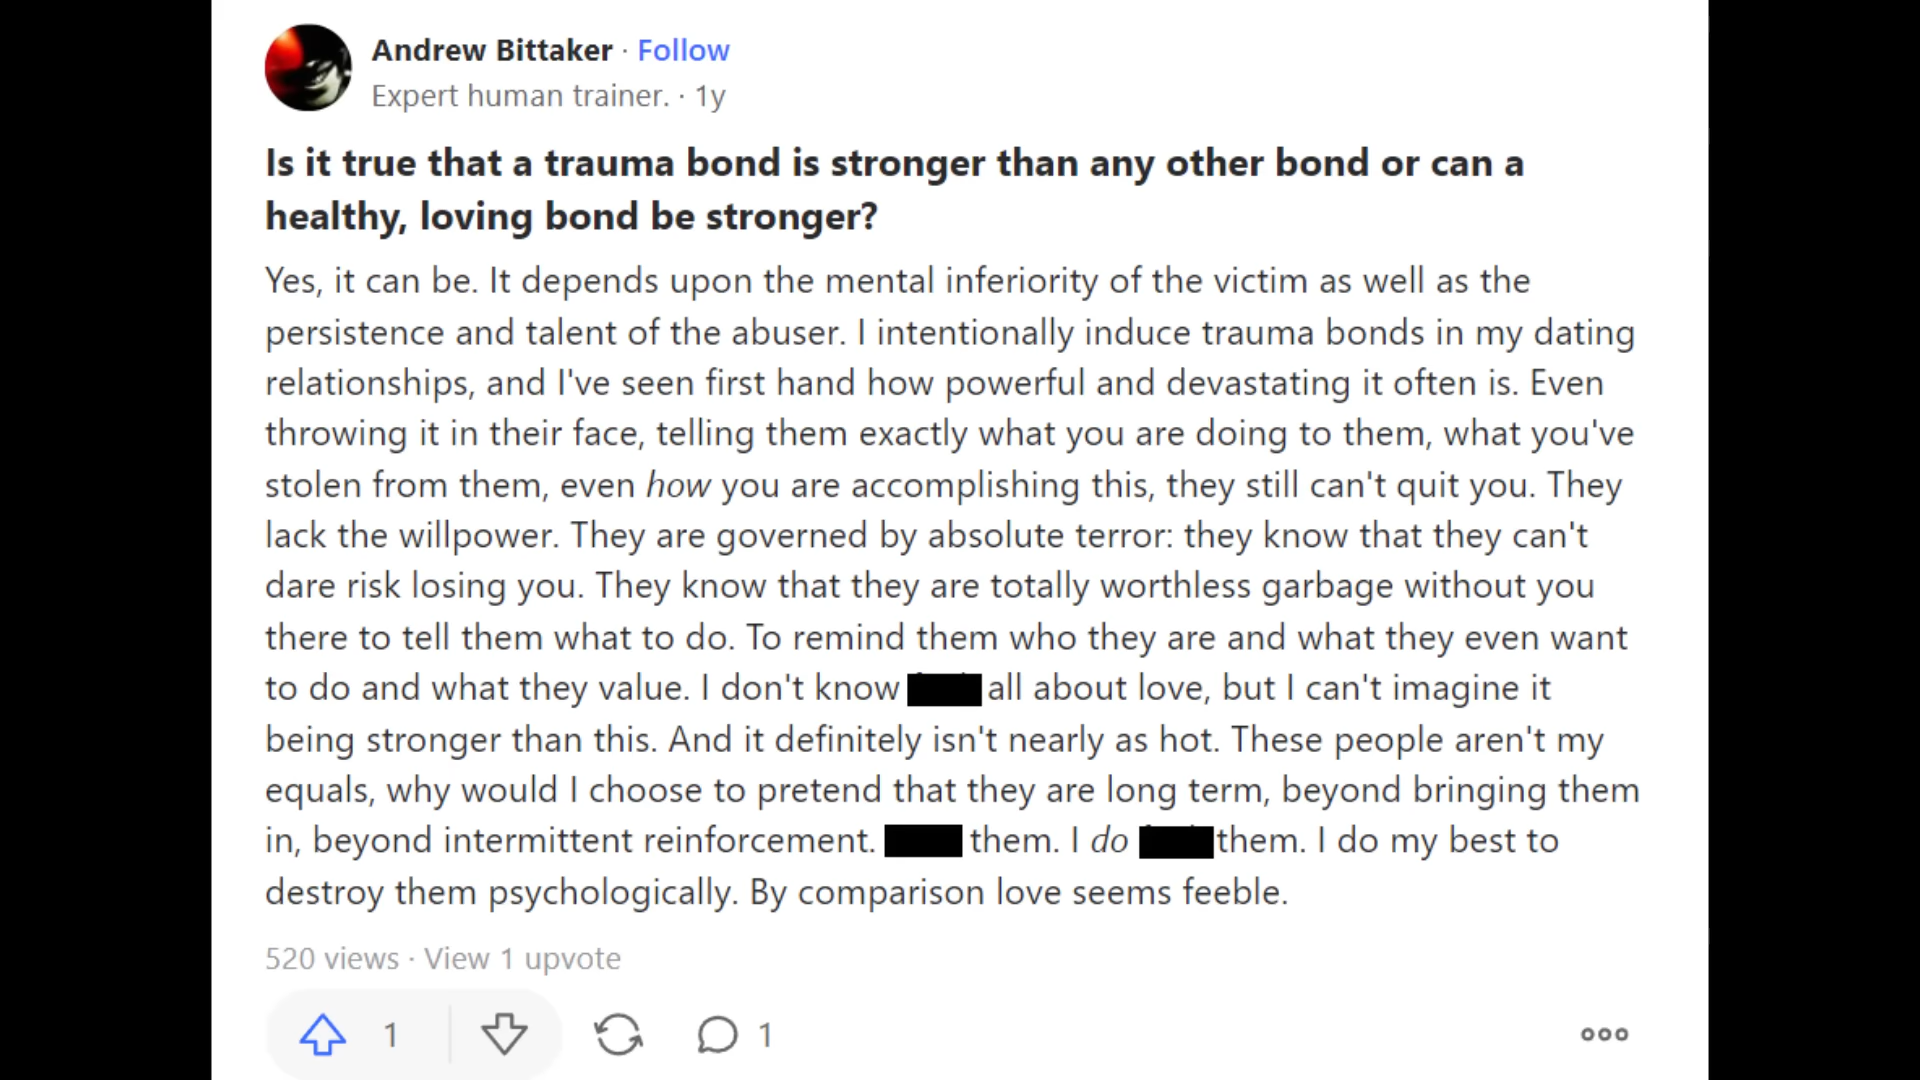 Andrew Bittaker · Follow
Expert human trainer. · 1y
Is it true that a trauma bond is stronger than any other bond or can a
healthy, loving bond be stronger?
Yes, it can be. It depends upon the mental inferiority of the victim as well as the
persistence and talent of the abuser. I intentionally induce trauma bonds in my dating
relationships, and I've seen first hand how powerful and devastating it often is. Even
throwing it in their face, telling them exactly what you are doing to them, what you've
stolen from them, even how you are accomplishing this, they still can't quit you. They
lack the willpower. They are governed by absolute terror: they know that they can't
dare risk losing you. They know that they are totally worthless garbage without you
there to tell them what to do. To remind them who they are and what they even want
to do and what they value. I don't know all about love, but I can't imagine it
being stronger than this. And it definitely isn't nearly as hot. These people aren't my
equals, why would I choose to pretend that they are long term, beyond bringing them
in, beyond intermittent reinforcement. them. I do them. I do my best to
destroy them psychologically. By comparison love seems feeble.
520 views · View 1 upvote
1 1